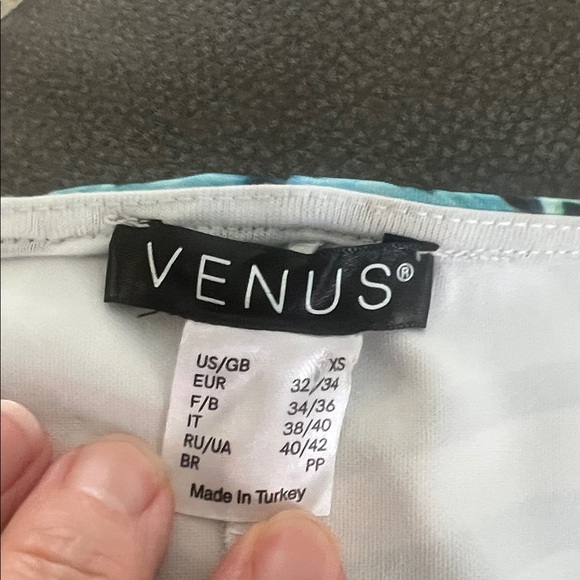 VENUS®
US/GB XS
EUR 32/34
F/B 34/36
IT 38/40
RU/UA 40/42
BR PP
Made In Turkey